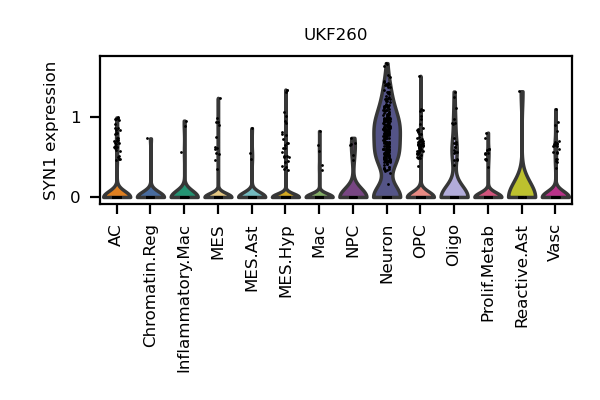 UKF260
SYN1 expression
1
0
AC
Chromatin.Reg
Inflammatory.Mac
MES
MES.Ast
MES.Hyp
Mac
NPC
Neuron
OPC
Oligo
Prolif.Metab
Reactive.Ast
Vasc